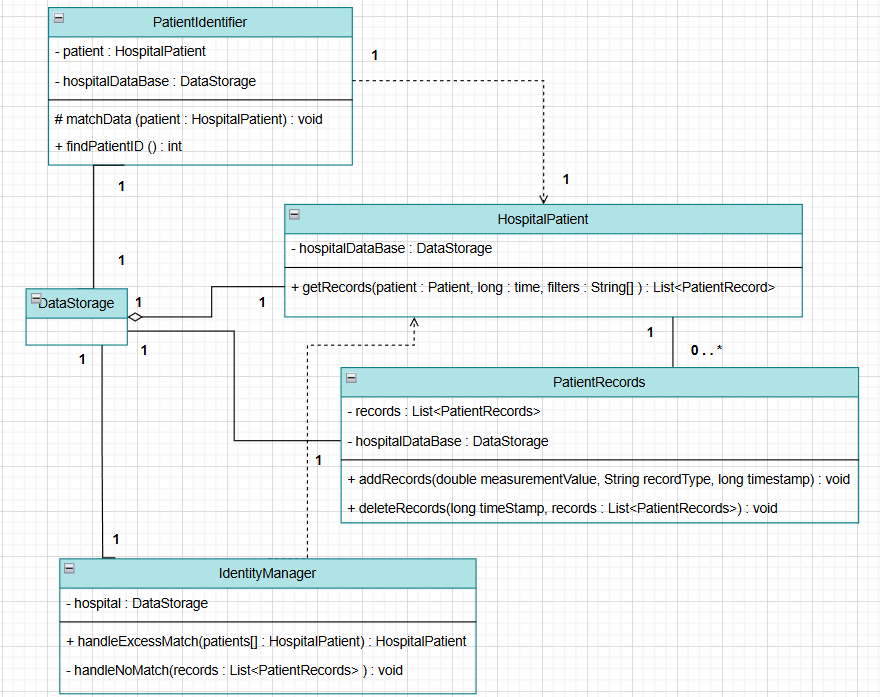 PatientIdentifier
- patient : HospitalPatient
- hospitalDataBase : DataStorage
# matchData (patient : HospitalPatient) : void
+ findPatientID () : int
1
1
1
1
HospitalPatient
- hospitalDataBase : DataStorage
+ getRecords(patient : Patient, long : time, filters : String[] ) : List<PatientRecord>
DataStorage
1
1
1
1
1
0 . . *
PatientRecords
- records : List<PatientRecords>
- hospitalDataBase : DataStorage
+ addRecords(double measurementValue, String recordType, long timestamp) : void
+ deleteRecords(long timeStamp, records : List<PatientRecords>) : void
1
1
IdentityManager
- hospital : DataStorage
+ handleExcessMatch(patients[] : HospitalPatient) : HospitalPatient
- handleNoMatch(records : List<PatientRecords> ) : void